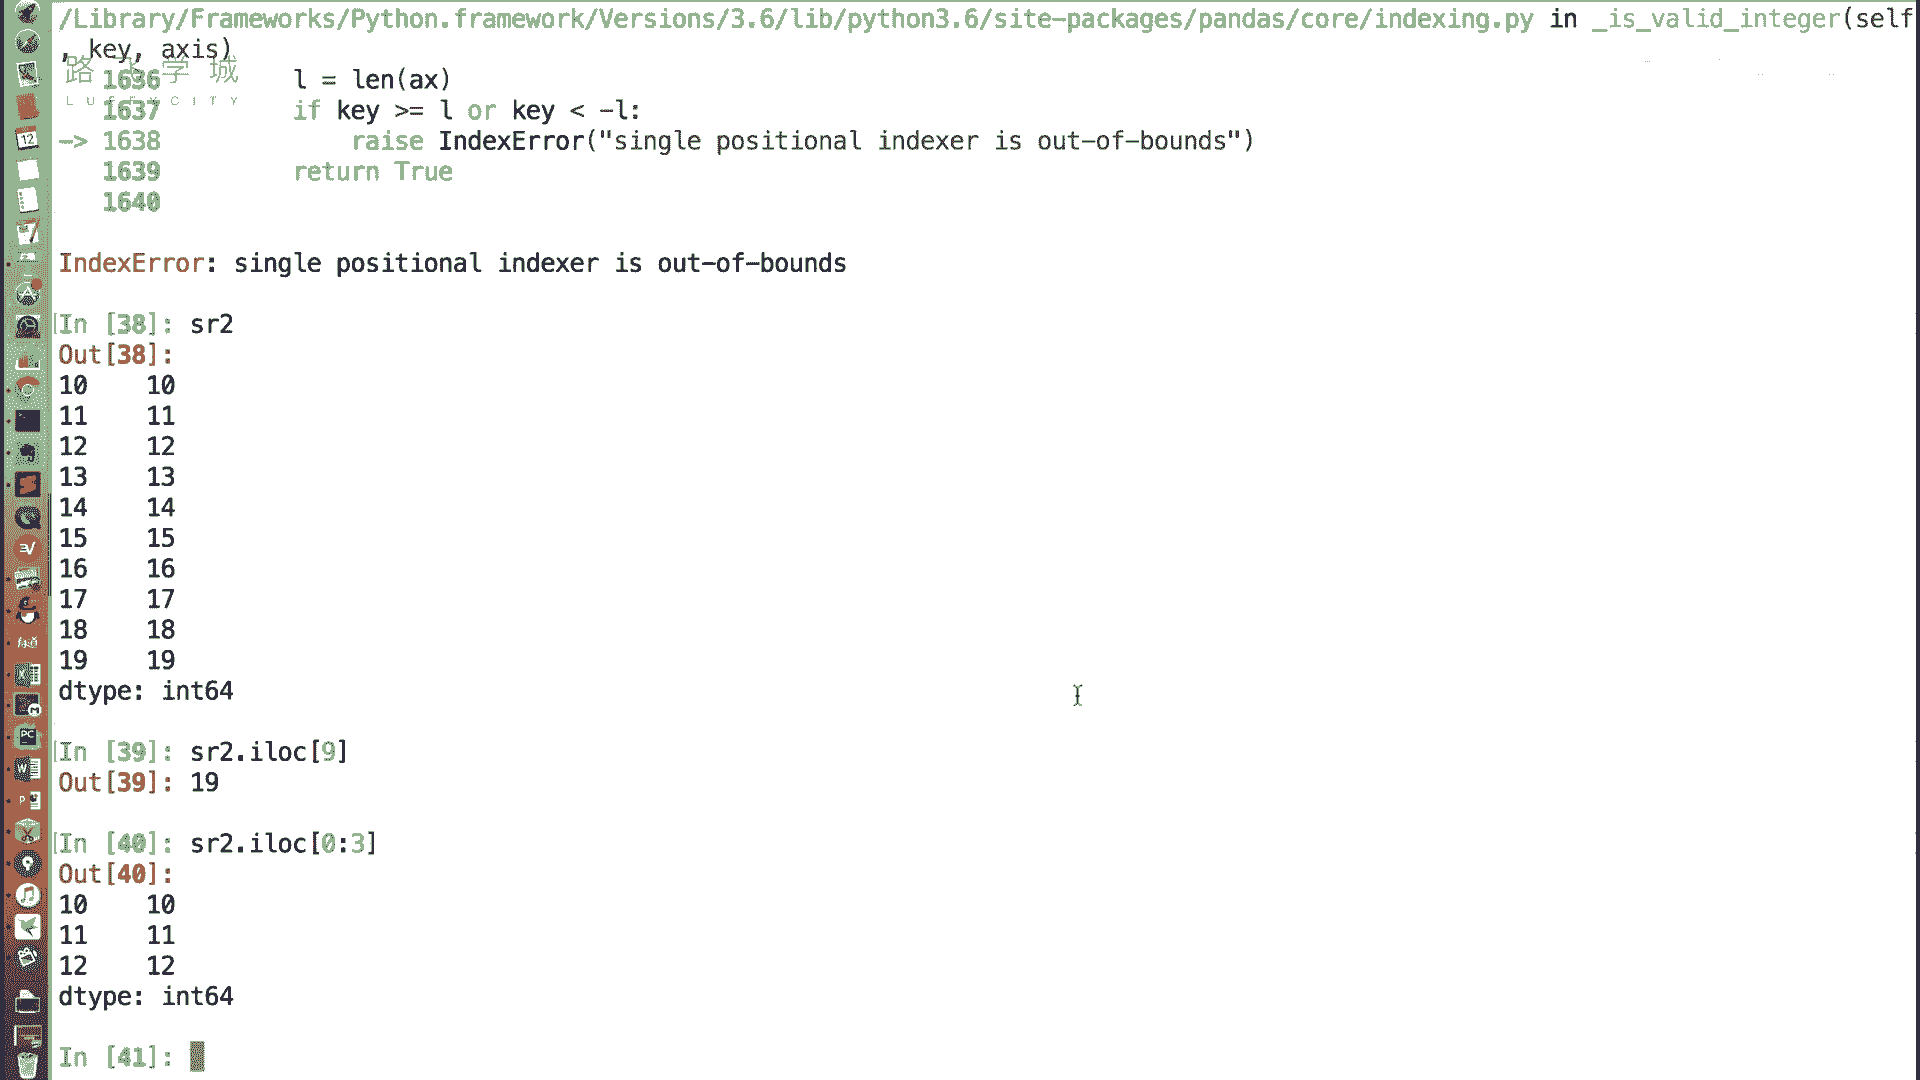 /Library/Frameworks/Python.framework/Versions/3.6/lib/python3.6/site-packages/pandas/core/indexing.py in _is_valid_integer(self
, key, axis)
路飞学城
LUFFYCITY
1636         l = len(ax)
1637         if key >= l or key < -l:
-> 1638             raise IndexError("single positional indexer is out-of-bounds")
1639         return True
1640
IndexError: single positional indexer is out-of-bounds
In [38]: sr2
Out[38]:
10    10
11    11
12    12
13    13
14    14
15    15
16    16
17    17
18    18
19    19
dtype: int64
In [39]: sr2.iloc[9]
Out[39]: 19
In [40]: sr2.iloc[0:3]
Out[40]:
10    10
11    11
12    12
dtype: int64
In [41]: